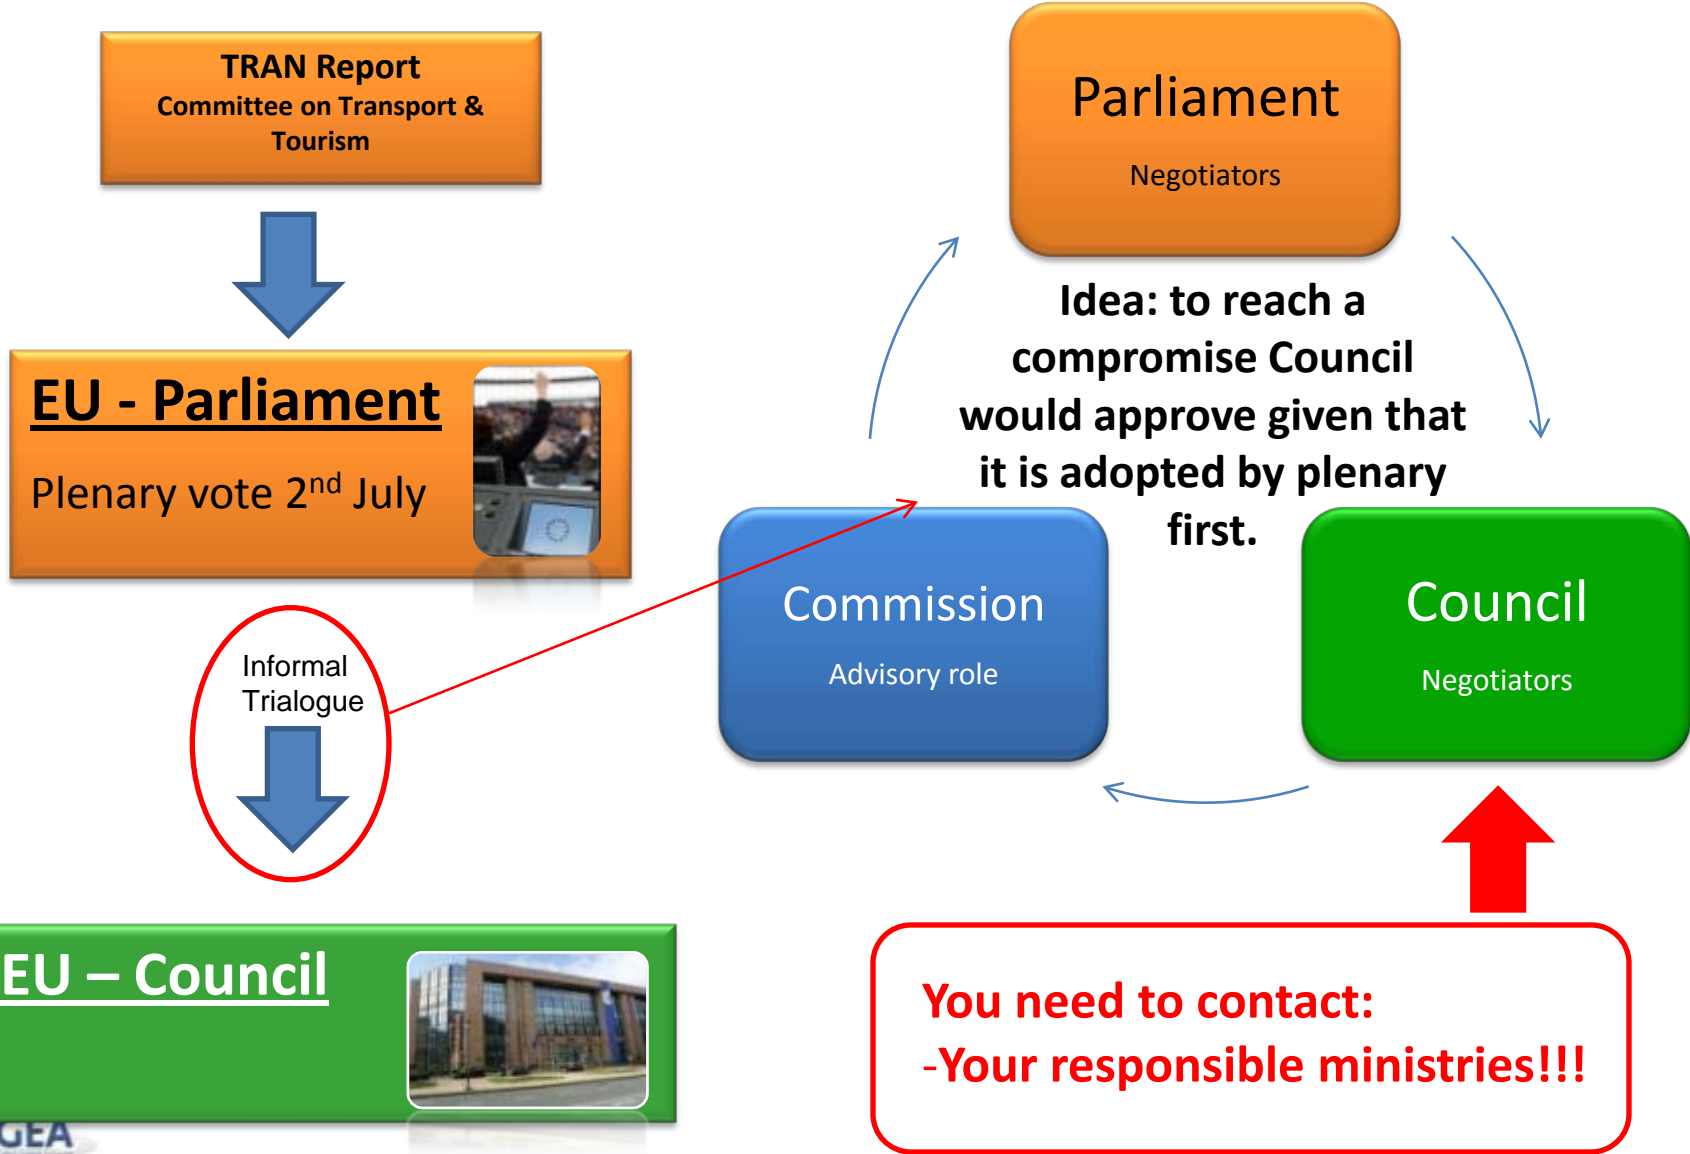 TRAN Report
Committee on Transport &
Tourism
EU - Parliament
Plenary vote 2nd July
Informal
Trialogue
EU – Council
Parliament
Negotiators
Idea: to reach a
compromise Council
would approve given that
it is adopted by plenary
first.
Commission
Advisory role
Council
Negotiators
You need to contact:
-Your responsible ministries!!!